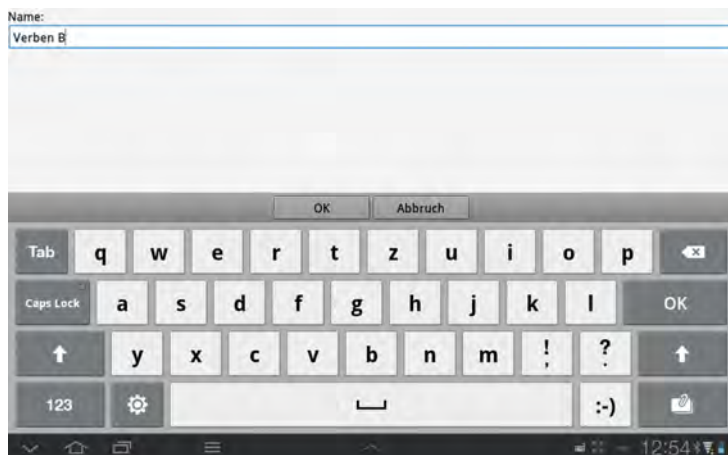 Name:
Verben B
OK Abbruch
Tab q w e r t z u i o p
Caps Lock a s d f g h j k l OK
y x c v b n m ! , ? .
123 :-)
12:54